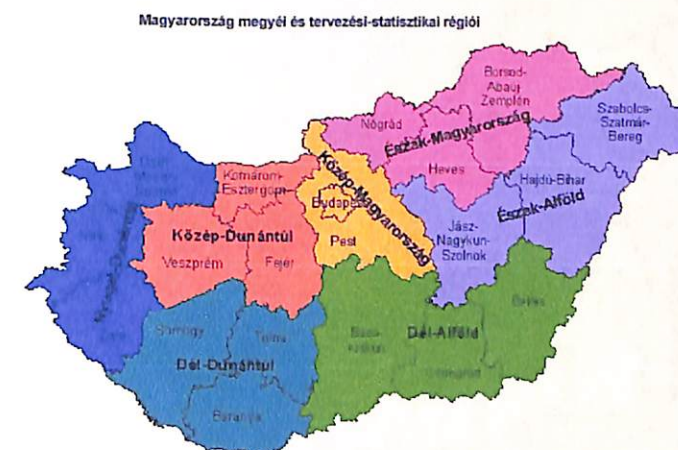 Magyarország megyéi és tervezési-statisztikai régiói
Borsod-
Abaúj
Zemplén
Szabolcs-
Szatmár-
Bereg
Nógrád
Észak-Magyarország
Heves
Hajdú-Bihar
Észak-Alföld
Jász-
Nagykun-
Szolnok
Közép-Magyarország
Budapest
Pest
Komárom-
Esztergom
Közép-Dunántúl
Veszprém
Fejér
Somogy
Tolna
Dél-Dunántúl
Baranya
Dél-Alföld
Békés